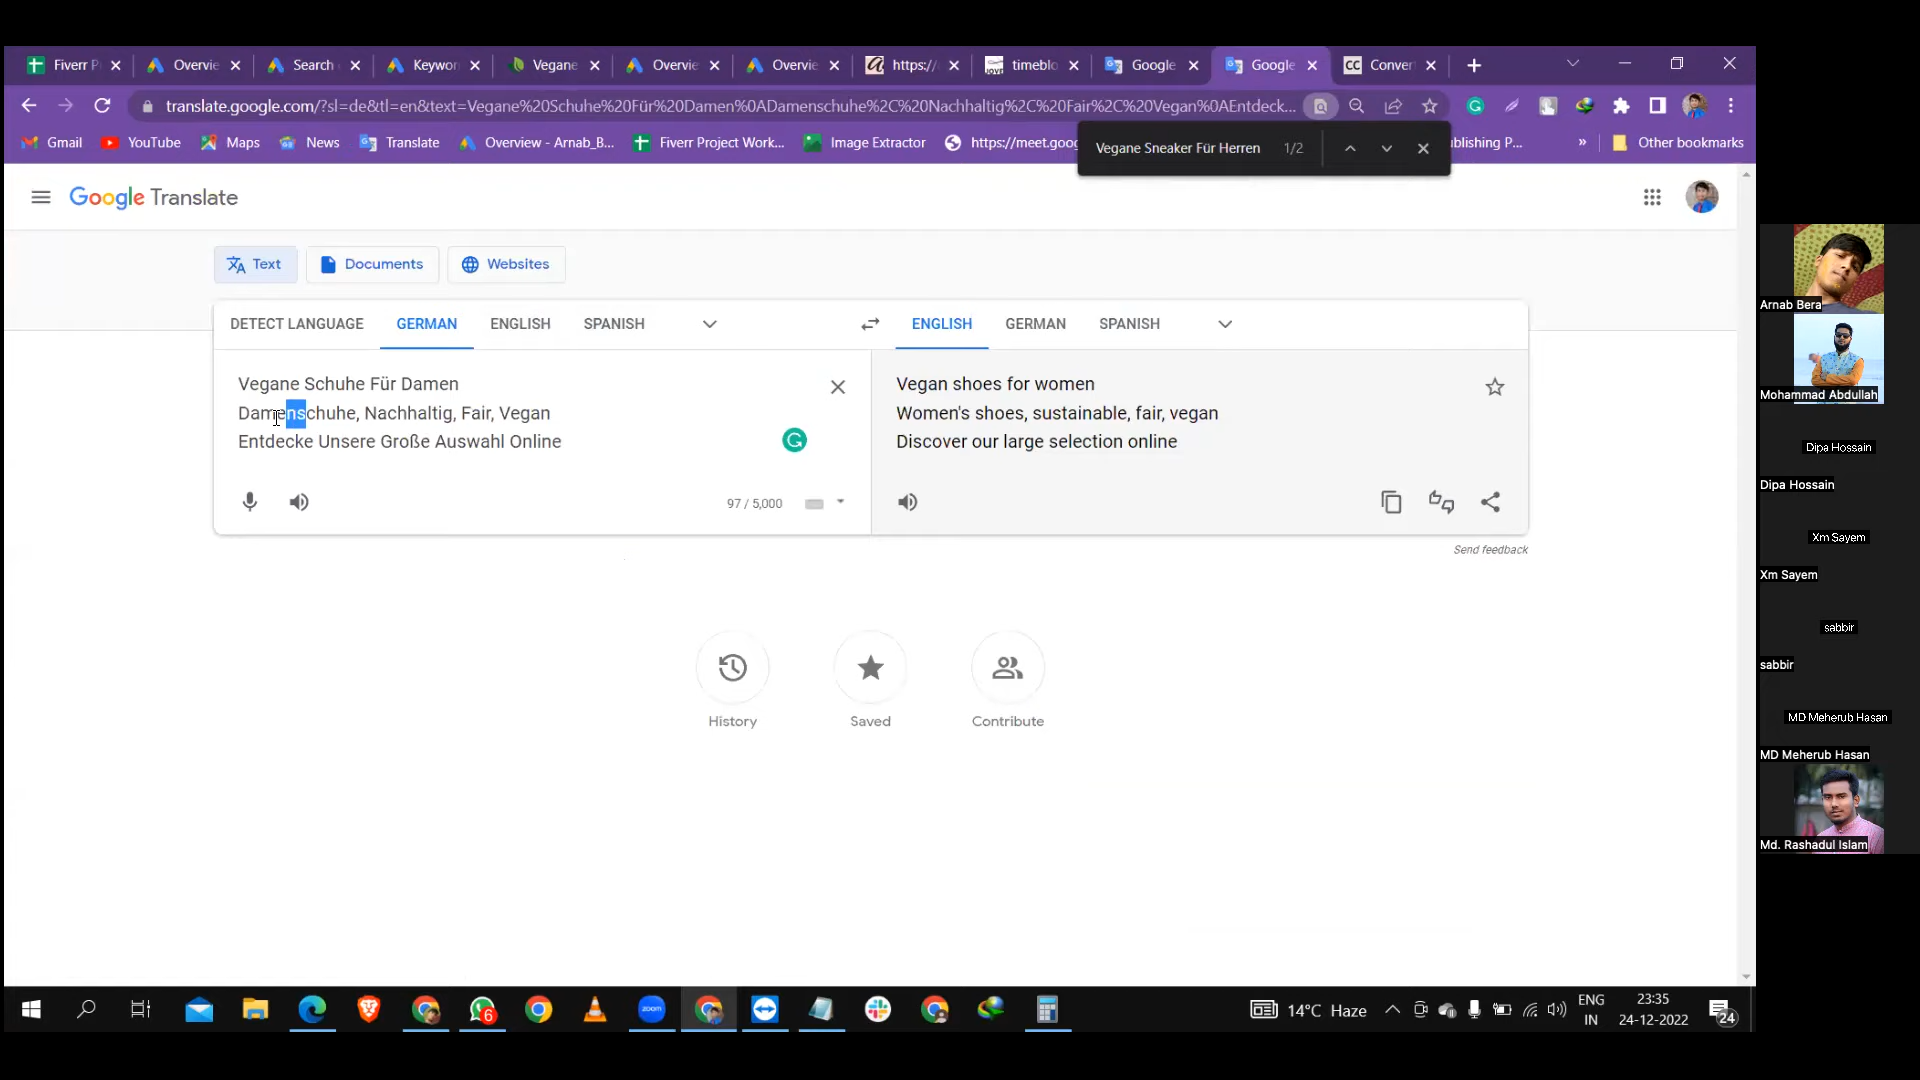 Fiverr P
Overvie
Search
Keywor
Vegane
Overvie
Overvie
https://
timeblo
Google
Google
Conver
translate.google.com/?sl=de&tl=en&text=Vegane%20Schuhe%20Für%20Damen%0ADamenschuhe%2C%20Nachhaltig%2C%20Fair%2C%20Vegan%0AEntdeck...
Gmail
YouTube
Maps
News
Translate
Overview - Arnab_B...
Fiverr Project Work...
Image Extractor
https://meet.goog
blishing P...
»
Other bookmarks
Vegane Sneaker Für Herren 1/2
Google Translate
Text
Documents
Websites
DETECT LANGUAGE
GERMAN
ENGLISH
SPANISH
ENGLISH
GERMAN
SPANISH
Vegane Schuhe Für Damen
Damenschuhe, Nachhaltig, Fair, Vegan
Entdecke Unsere Große Auswahl Online
97 / 5,000
Vegan shoes for women
Women's shoes, sustainable, fair, vegan
Discover our large selection online
Send feedback
History
Saved
Contribute
Arnab Bera
Mohammad Abdullah
Dipa Hossain
Dipa Hossain
Xm Sayem
Xm Sayem
sabbir
sabbir
MD Meherub Hasan
MD Meherub Hasan
Md. Rashadul Islam
6
zoom
14°C Haze
ENG
IN
23:35
24-12-2022
24